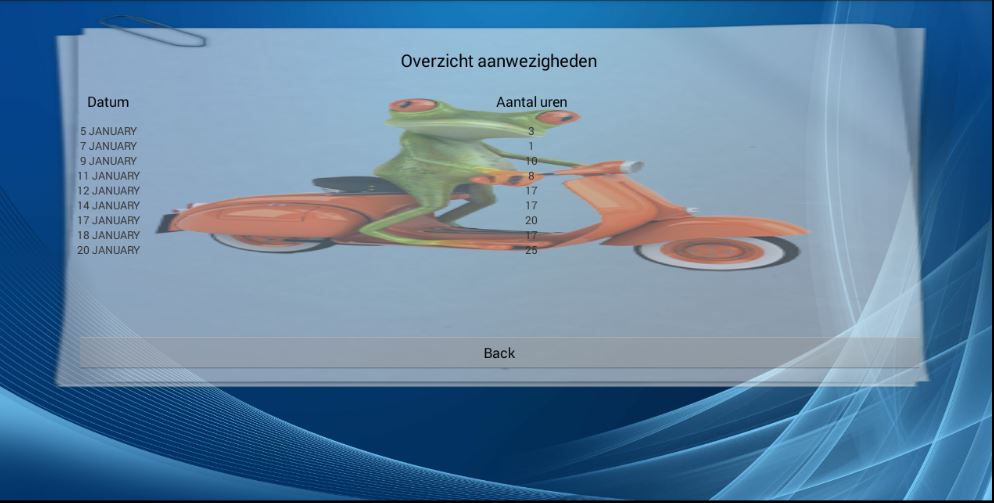 Overzicht aanwezigheden
Datum Aantal uren
5 JANUARY 3
7 JANUARY 1
9 JANUARY 10
11 JANUARY 8
12 JANUARY 17
14 JANUARY 17
17 JANUARY 20
18 JANUARY 17
20 JANUARY 25
Back